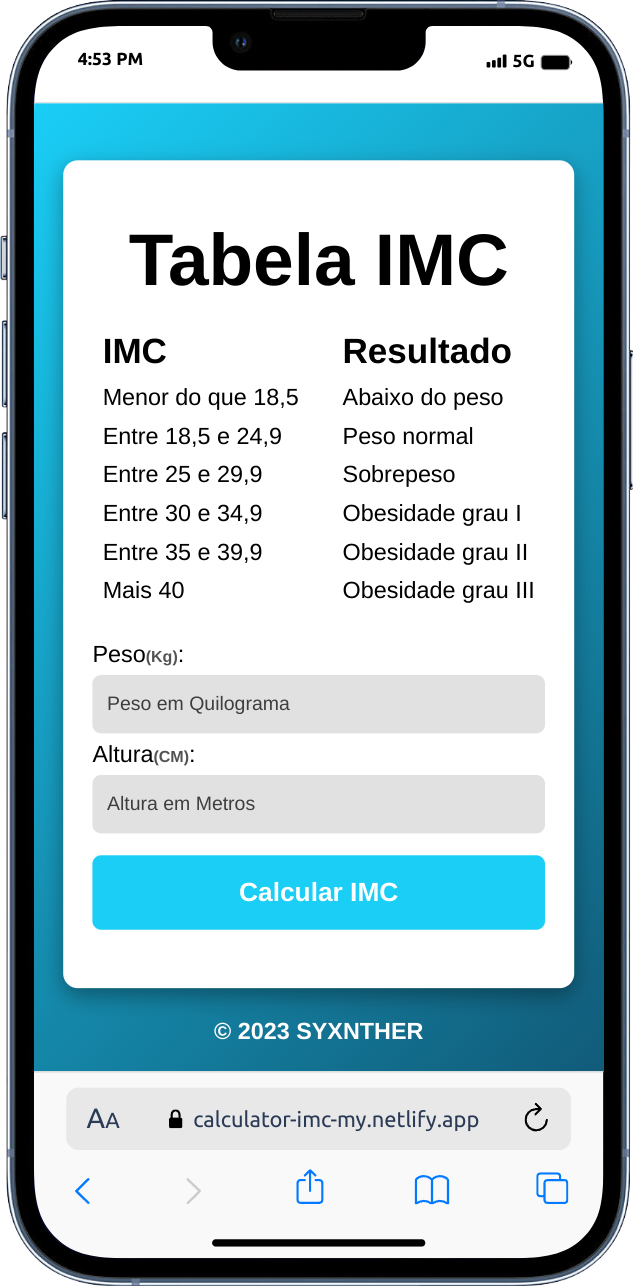 4:53 PM 5G
Tabela IMC
IMC Resultado
Menor do que 18,5 Abaixo do peso
Entre 18,5 e 24,9 Peso normal
Entre 25 e 29,9 Sobrepeso
Entre 30 e 34,9 Obesidade grau I
Entre 35 e 39,9 Obesidade grau II
Mais 40 Obesidade grau III
Peso(Kg):
Peso em Quilograma
Altura(CM):
Altura em Metros
Calcular IMC
© 2023 SYXNTHER
AA calculator-imc-my.netlify.app